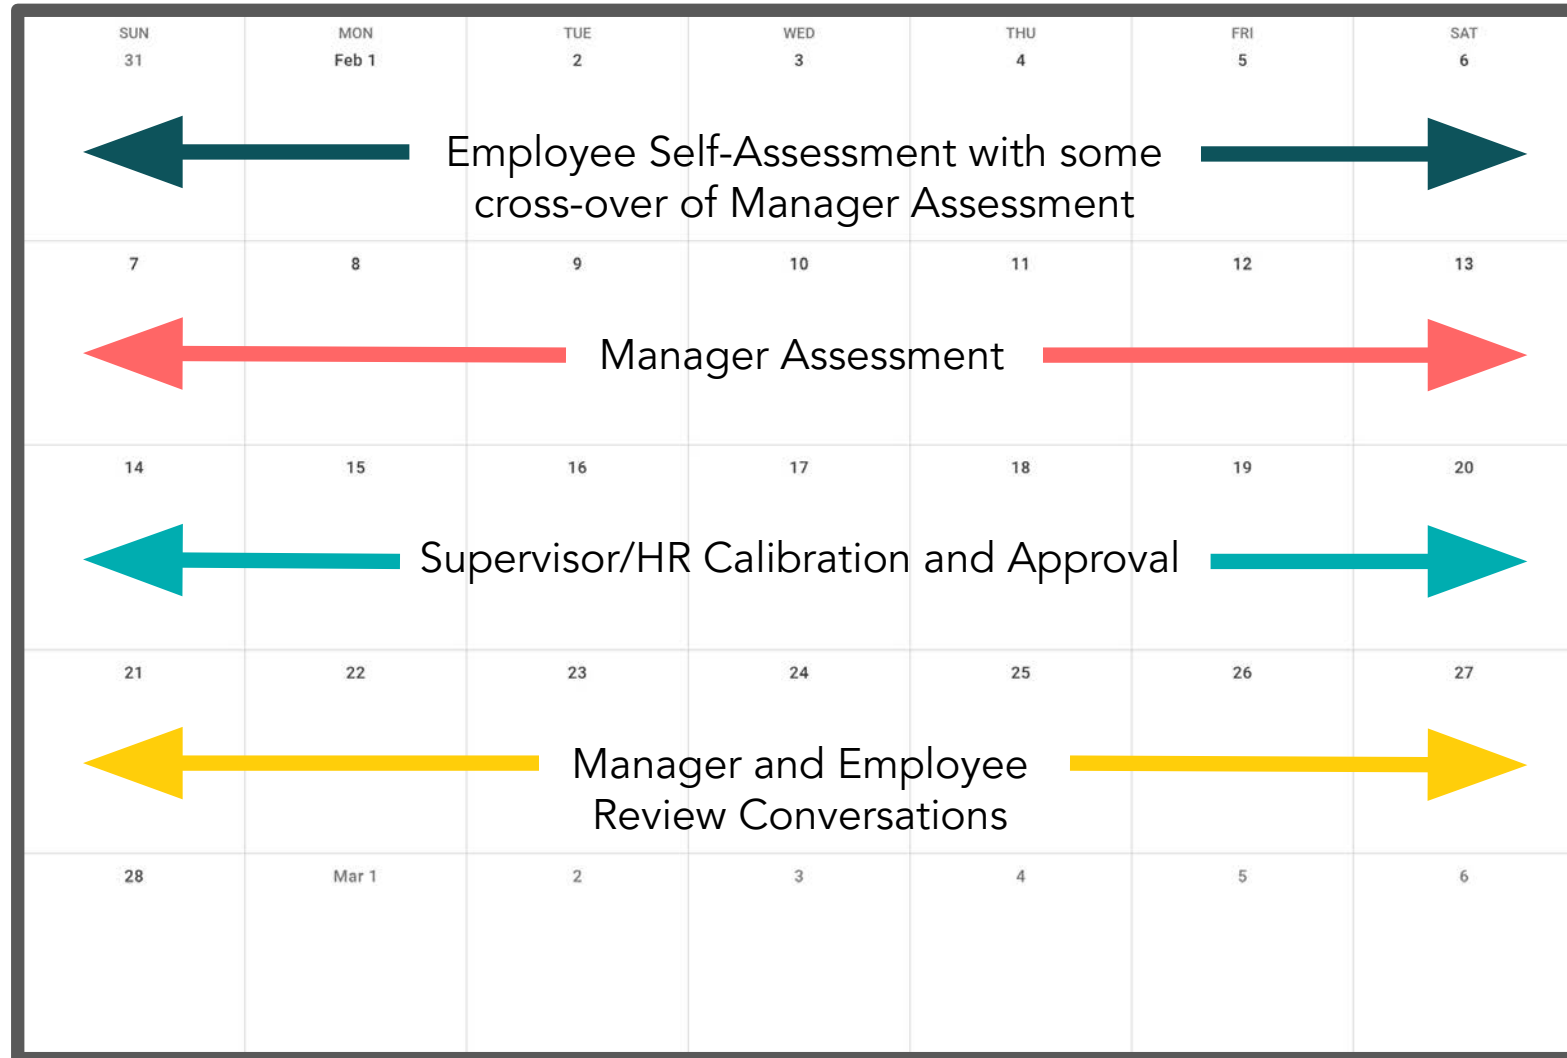 SUN MON TUE WED THU FRI SAT
31 Feb 1 2 3 4 5 6
Employee Self-Assessment with some
cross-over of Manager Assessment
7 8 9 10 11 12 13
Manager Assessment
14 15 16 17 18 19 20
Supervisor/HR Calibration and Approval
21 22 23 24 25 26 27
Manager and Employee
Review Conversations
28 Mar 1 2 3 4 5 6